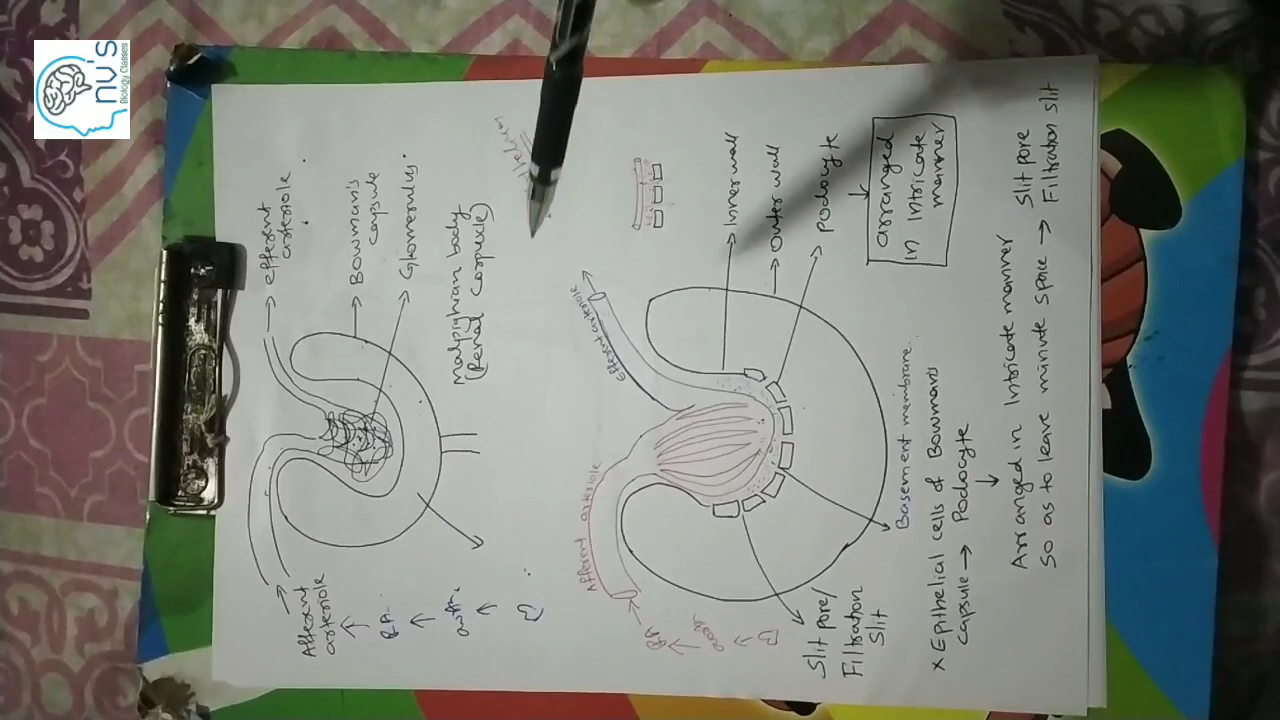 nv's
Biology Classes
efferent
arteriole
Bowman's
capsule
Glomerulus
Malpighian body
(Renal corpuscle)
Afferent
arteriole
Efferent arteriole
Afferent arteriole
Inner wall
outer wall
podocyte
arranged
in Intricate
manner
Basement membrane
Slit pore/
Filtration
Slit
x Epithelial cells of Bowman's
capsule → Podocyte
Arranged in Intricate manner
So as to leave minute space → Slit pore
Filtration slit